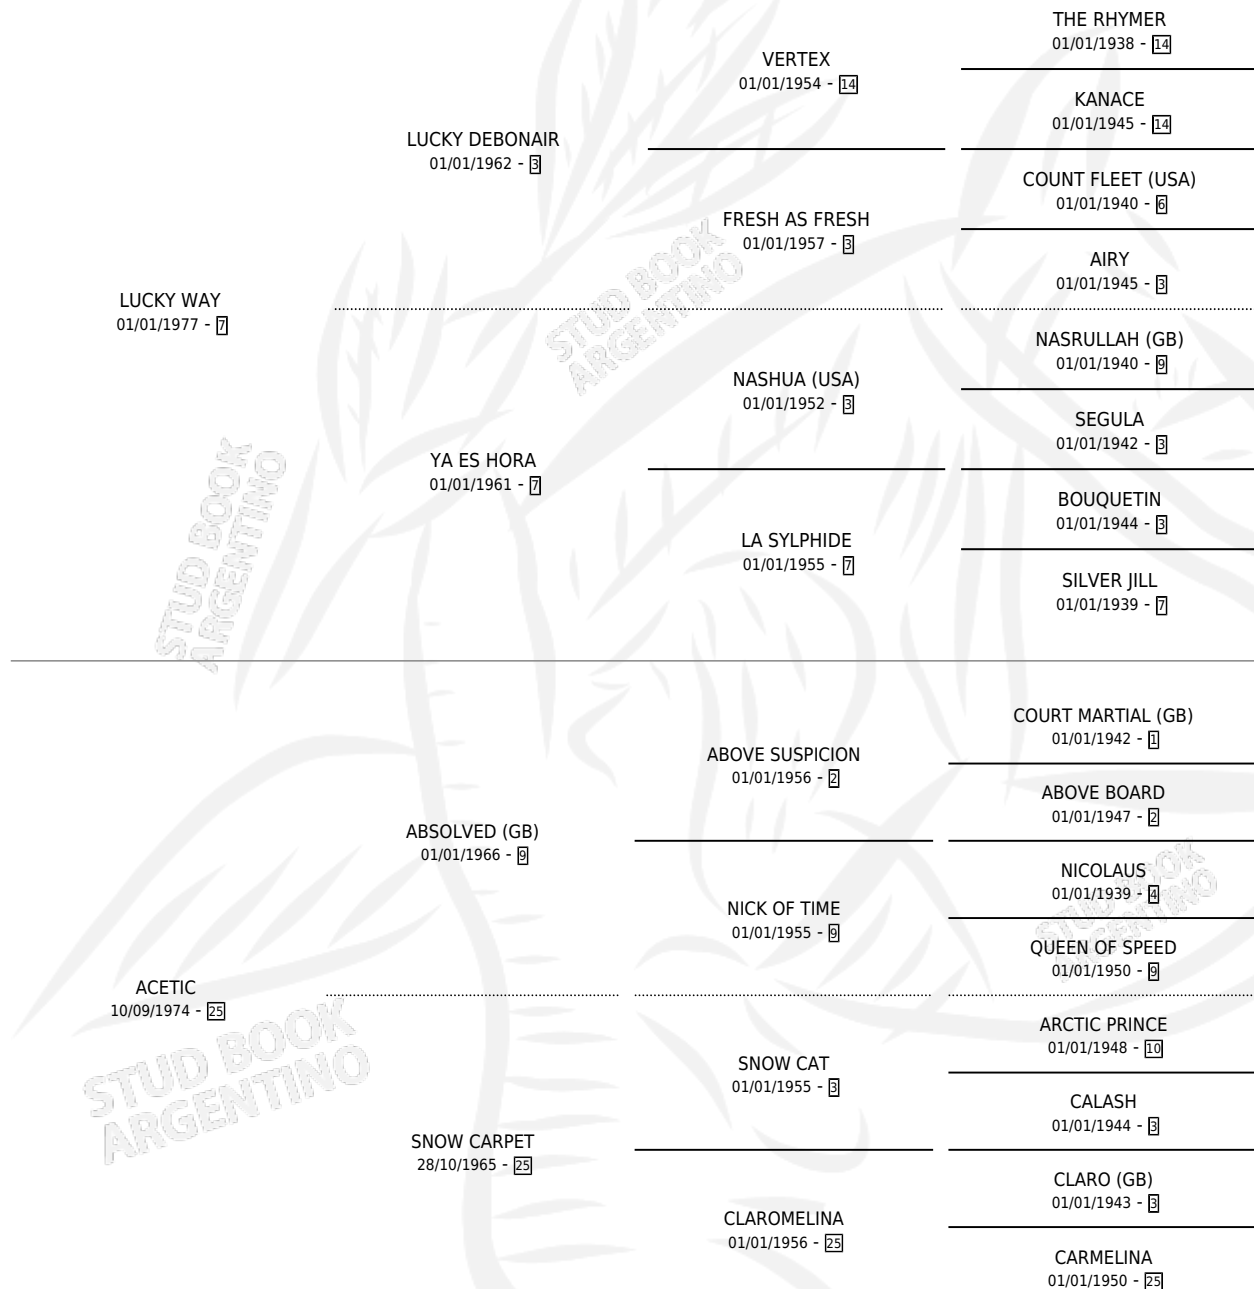 THE RHYMER
01/01/1938 - 14
VERTEX
01/01/1954 - 14
KANACE
01/01/1945 - 14
LUCKY DEBONAIR
01/01/1962 - 3
COUNT FLEET (USA)
01/01/1940 - 6
FRESH AS FRESH
01/01/1957 - 3
AIRY
01/01/1945 - 3
LUCKY WAY
01/01/1977 - 7
NASRULLAH (GB)
01/01/1940 - 9
NASHUA (USA)
01/01/1952 - 3
SEGULA
01/01/1942 - 3
YA ES HORA
01/01/1961 - 7
BOUQUETIN
01/01/1944 - 3
LA SYLPHIDE
01/01/1955 - 7
SILVER JILL
01/01/1939 - 7
COURT MARTIAL (GB)
01/01/1942 - 1
ABOVE SUSPICION
01/01/1956 - 2
ABOVE BOARD
01/01/1947 - 2
ABSOLVED (GB)
01/01/1966 - 9
NICOLAUS
01/01/1939 - 4
NICK OF TIME
01/01/1955 - 9
QUEEN OF SPEED
01/01/1950 - 9
ACETIC
10/09/1974 - 25
ARCTIC PRINCE
01/01/1948 - 10
SNOW CAT
01/01/1955 - 3
CALASH
01/01/1944 - 3
SNOW CARPET
28/10/1965 - 25
CLARO (GB)
01/01/1943 - 3
CLAROMELINA
01/01/1956 - 25
CARMELINA
01/01/1950 - 25
STUD BOOK
ARGENTINO
STUD BOOK
ARGENTINO
STUD BOOK
ARGENTINO
STUD BOOK
ARGENTINO